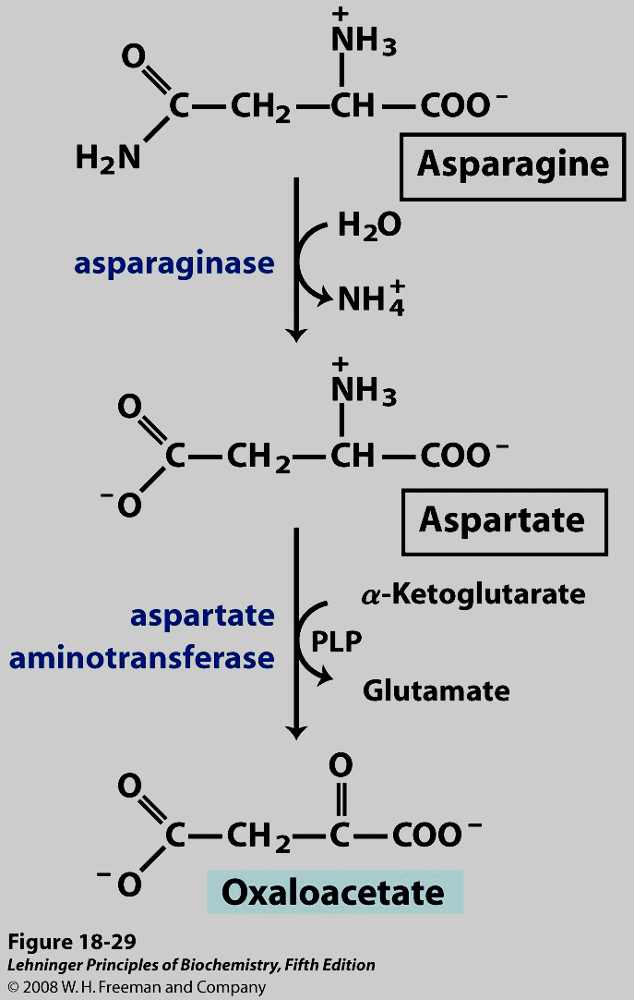 +
NH3
O
C—CH2—CH—COO−
H2N
Asparagine
H2O
asparaginase
NH4+
+
NH3
O
C—CH2—CH—COO−
−O
Aspartate
α-Ketoglutarate
aspartate
PLP
aminotransferase
Glutamate
O
O
C—CH2—C—COO−
−O
Oxaloacetate
Figure 18-29
Lehninger Principles of Biochemistry, Fifth Edition
© 2008 W. H. Freeman and Company